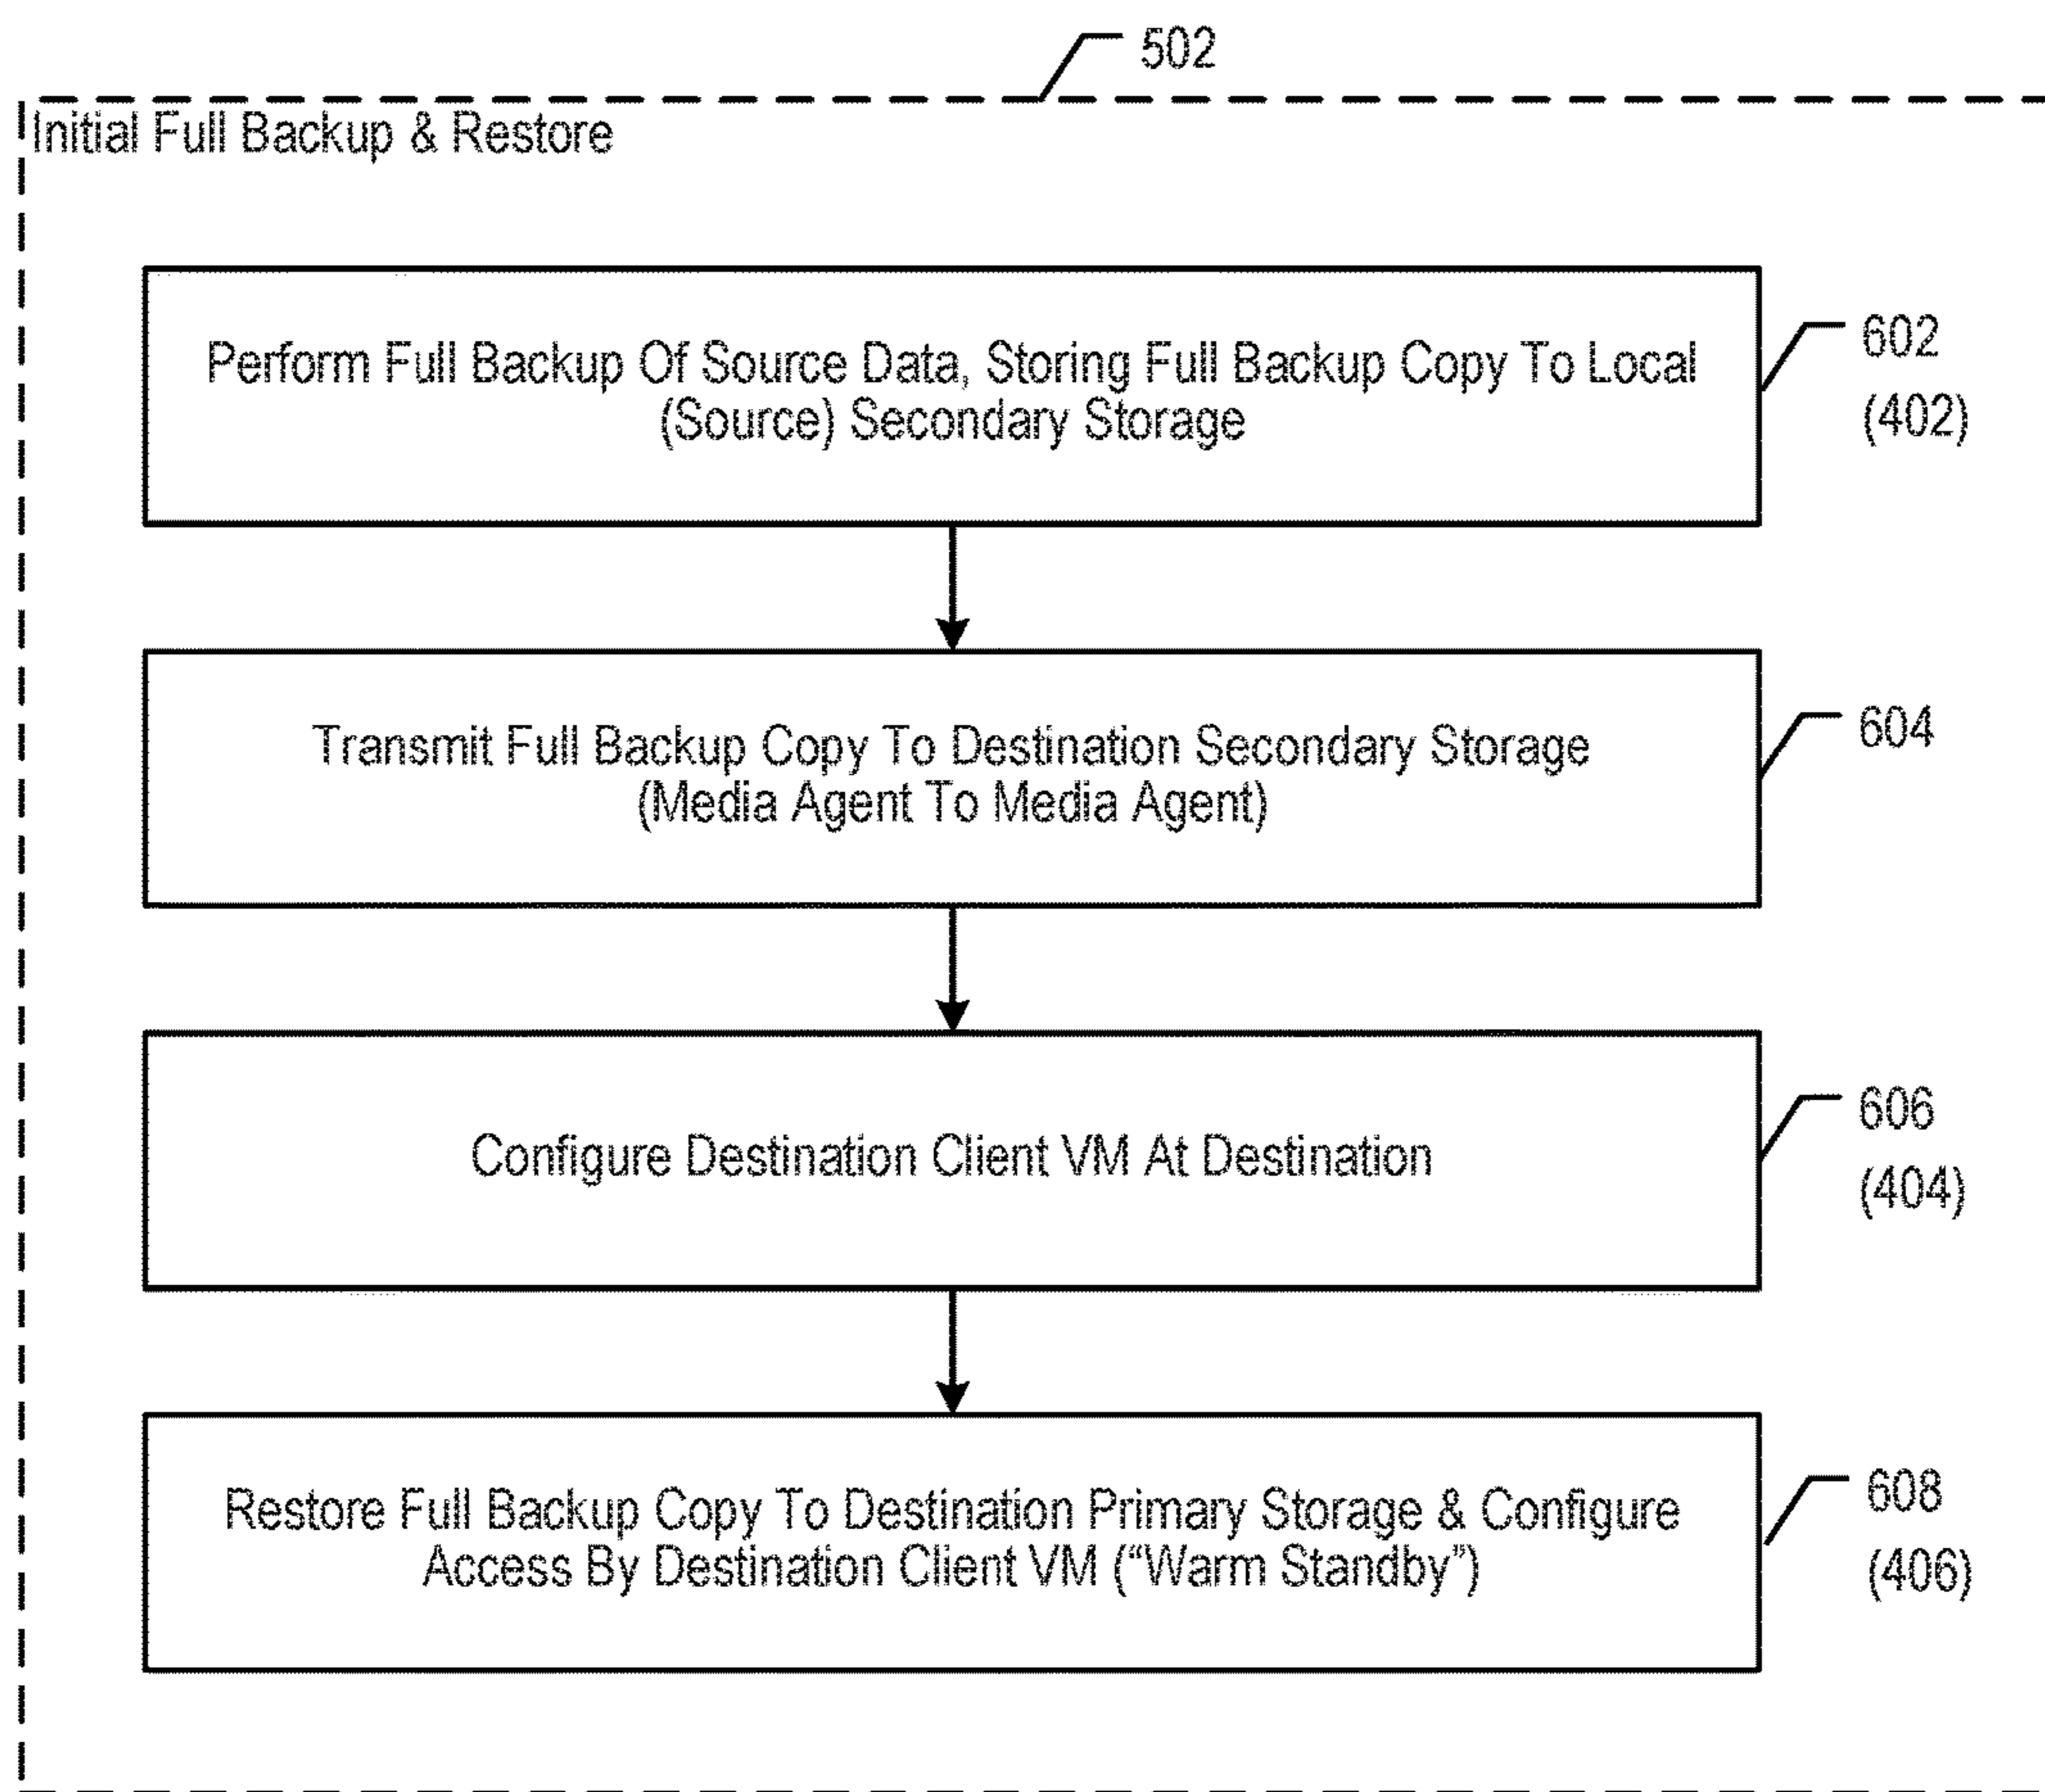 502
Initial Full Backup & Restore
Perform Full Backup Of Source Data, Storing Full Backup Copy To Local
(Source) Secondary Storage
602
(402)
Transmit Full Backup Copy To Destination Secondary Storage
(Media Agent To Media Agent)
604
Configure Destination Client VM At Destination
606
(404)
Restore Full Backup Copy To Destination Primary Storage & Configure
Access By Destination Client VM (“Warm Standby”)
608
(406)